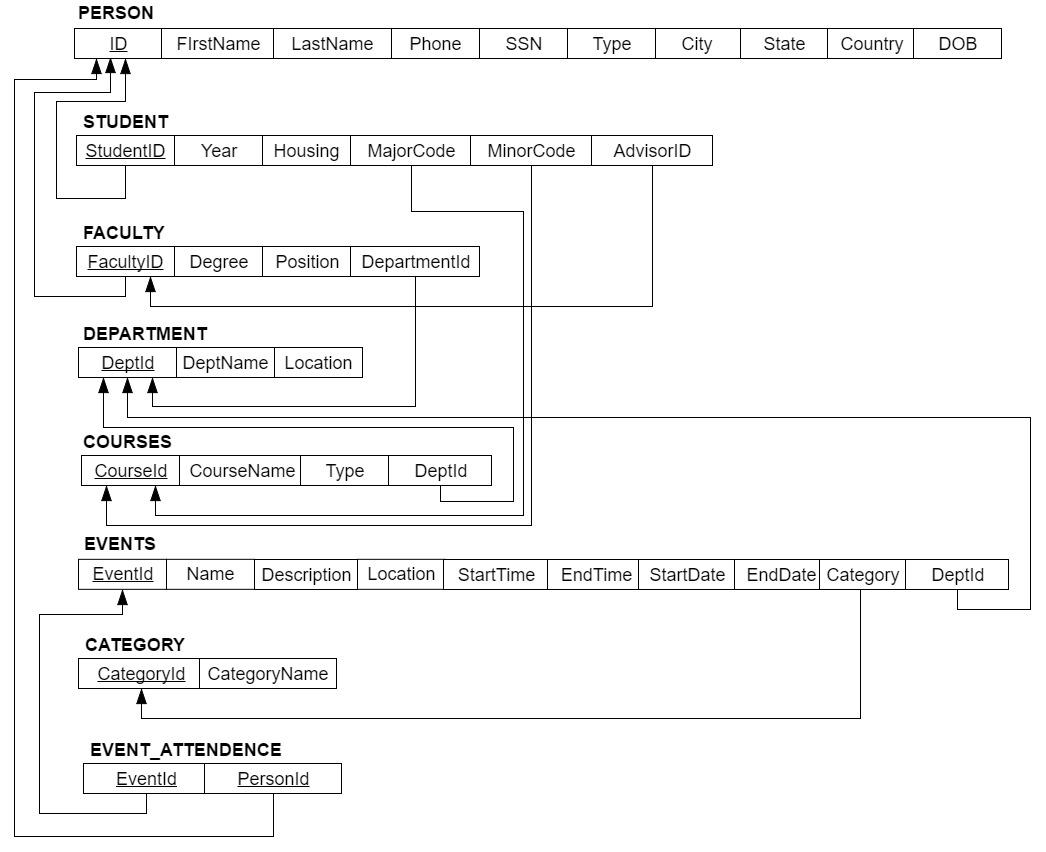 PERSON
ID FIrstName LastName Phone SSN Type City State Country DOB
STUDENT
StudentID Year Housing MajorCode MinorCode AdvisorID
FACULTY
FacultyID Degree Position DepartmentId
DEPARTMENT
DeptId DeptName Location
COURSES
CourseId CourseName Type DeptId
EVENTS
EventId Name Description Location StartTime EndTime StartDate EndDate Category DeptId
CATEGORY
CategoryId CategoryName
EVENT_ATTENDENCE
EventId PersonId